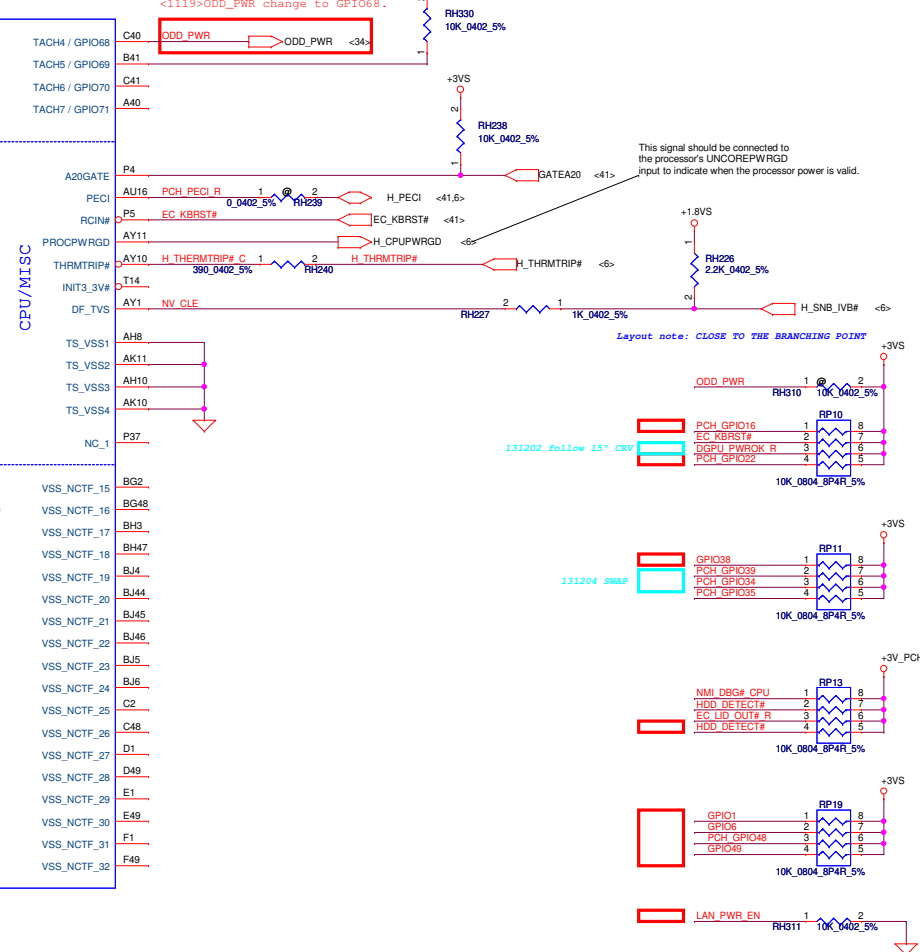 <1119>ODD_PWR change to GPIO68.
RH330
10K_0402_5%
1
TACH4 / GPIO68 C40 ODD_PWR ODD_PWR <34>
TACH5 / GPIO69 B41
TACH6 / GPIO70 C41
TACH7 / GPIO71 A40
+3VS
2
RH238
10K_0402_5%
1
This signal should be connected to
the processor's UNCOREPWRGD
input to indicate when the processor power is valid.
CPU/MISC
A20GATE P4 GATEA20 <41>
PECI AU16 PCH_PECI_R 1 @ 2 H_PECI <41,6>
0_0402_5% RH239
RCIN# P5 EC_KBRST# EC_KBRST# <41>
PROCPWRGD AY11 H_CPUPWRGD <6>
THRMTRIP# AY10 H_THERMTRIP#_C 1 2 H_THRMTRIP# H_THRMTRIP# <6>
390_0402_5% RH240
INIT3_3V# T14
+1.8VS
1
RH226
2.2K_0402_5%
2
DF_TVS AY1 NV_CLE 2 1 H_SNB_IVB# <6>
RH227 1K_0402_5%
Layout note: CLOSE TO THE BRANCHING POINT
TS_VSS1 AH8
TS_VSS2 AK11
TS_VSS3 AH10
TS_VSS4 AK10
NC_1 P37
+3VS
ODD_PWR 1 @ 2
RH310 10K_0402_5%
RP10
PCH_GPIO16 1 8
EC_KBRST# 2 7
131202 follow 15" CRV DGPU_PWROK_R 3 6
PCH_GPIO22 4 5
10K_0804_8P4R_5%
VSS_NCTF_15 BG2
VSS_NCTF_16 BG48
VSS_NCTF_17 BH3
VSS_NCTF_18 BH47
VSS_NCTF_19 BJ4
VSS_NCTF_20 BJ44
VSS_NCTF_21 BJ45
VSS_NCTF_22 BJ46
VSS_NCTF_23 BJ5
VSS_NCTF_24 BJ6
VSS_NCTF_25 C2
VSS_NCTF_26 C48
VSS_NCTF_27 D1
VSS_NCTF_28 D49
VSS_NCTF_29 E1
VSS_NCTF_30 E49
VSS_NCTF_31 F1
VSS_NCTF_32 F49
+3VS
RP11
GPIO38 1 8
PCH_GPIO39 2 7
131204 SWAP PCH_GPIO34 3 6
PCH_GPIO35 4 5
10K_0804_8P4R_5%
+3V_PCH
RP13
NMI_DBG#_CPU 1 8
HDD_DETECT# 2 7
EC_LID_OUT#_R 3 6
HDD_DETECT# 4 5
10K_0804_8P4R_5%
+3VS
RP19
GPIO1 1 8
GPIO6 2 7
PCH_GPIO48 3 6
GPIO49 4 5
10K_0804_8P4R_5%
LAN_PWR_EN 1 2
RH311 10K_0402_5%